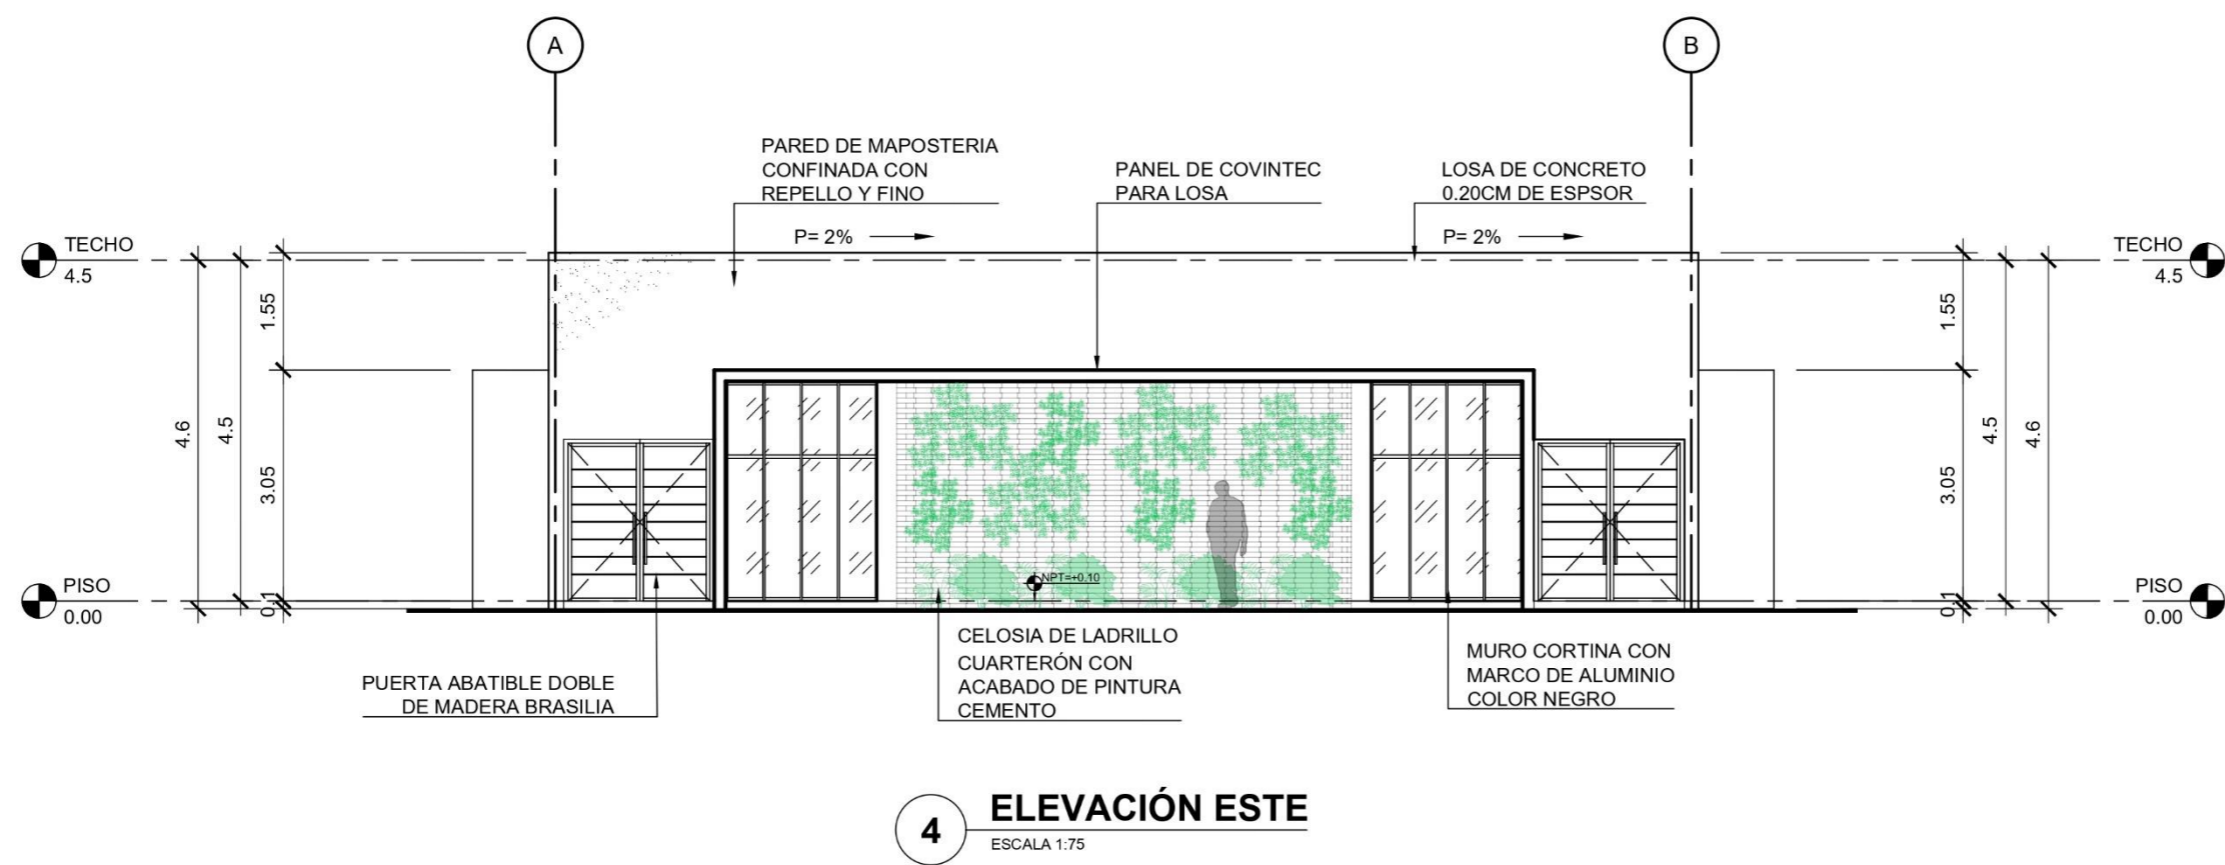 A
B
PARED DE MAPOSTERIA
CONFINADA CON
REPELLO Y FINO
PANEL DE COVINTEC
PARA LOSA
LOSA DE CONCRETO
0.20CM DE ESPSOR
P= 2%
P= 2%
TECHO
4.5
TECHO
4.5
1.55
1.55
4.6
4.5
3.05
3.05
4.5
4.6
NPT=+0.10
PISO
0.00
0.1
0.1
PISO
0.00
PUERTA ABATIBLE DOBLE
DE MADERA BRASILIA
CELOSIA DE LADRILLO
CUARTERÓN CON
ACABADO DE PINTURA
CEMENTO
MURO CORTINA CON
MARCO DE ALUMINIO
COLOR NEGRO
4
ELEVACIÓN ESTE
ESCALA 1:75